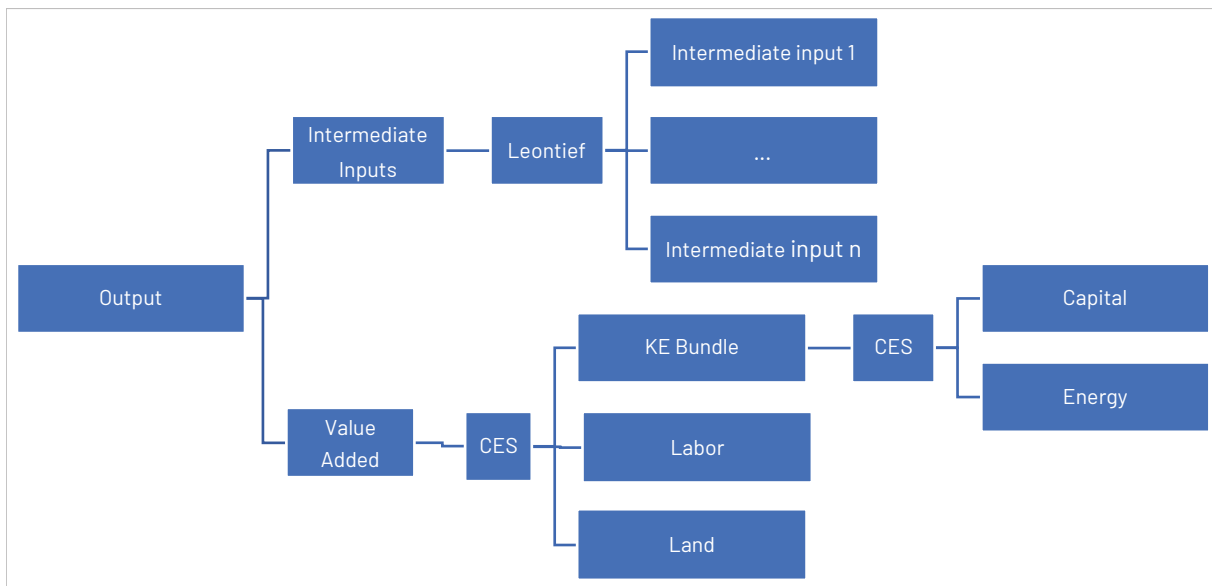 Intermediate input 1
Intermediate
Inputs
Leontief
...
Intermediate input n
Output
Capital
KE Bundle
CES
Energy
Value
Added
CES
Labor
Land